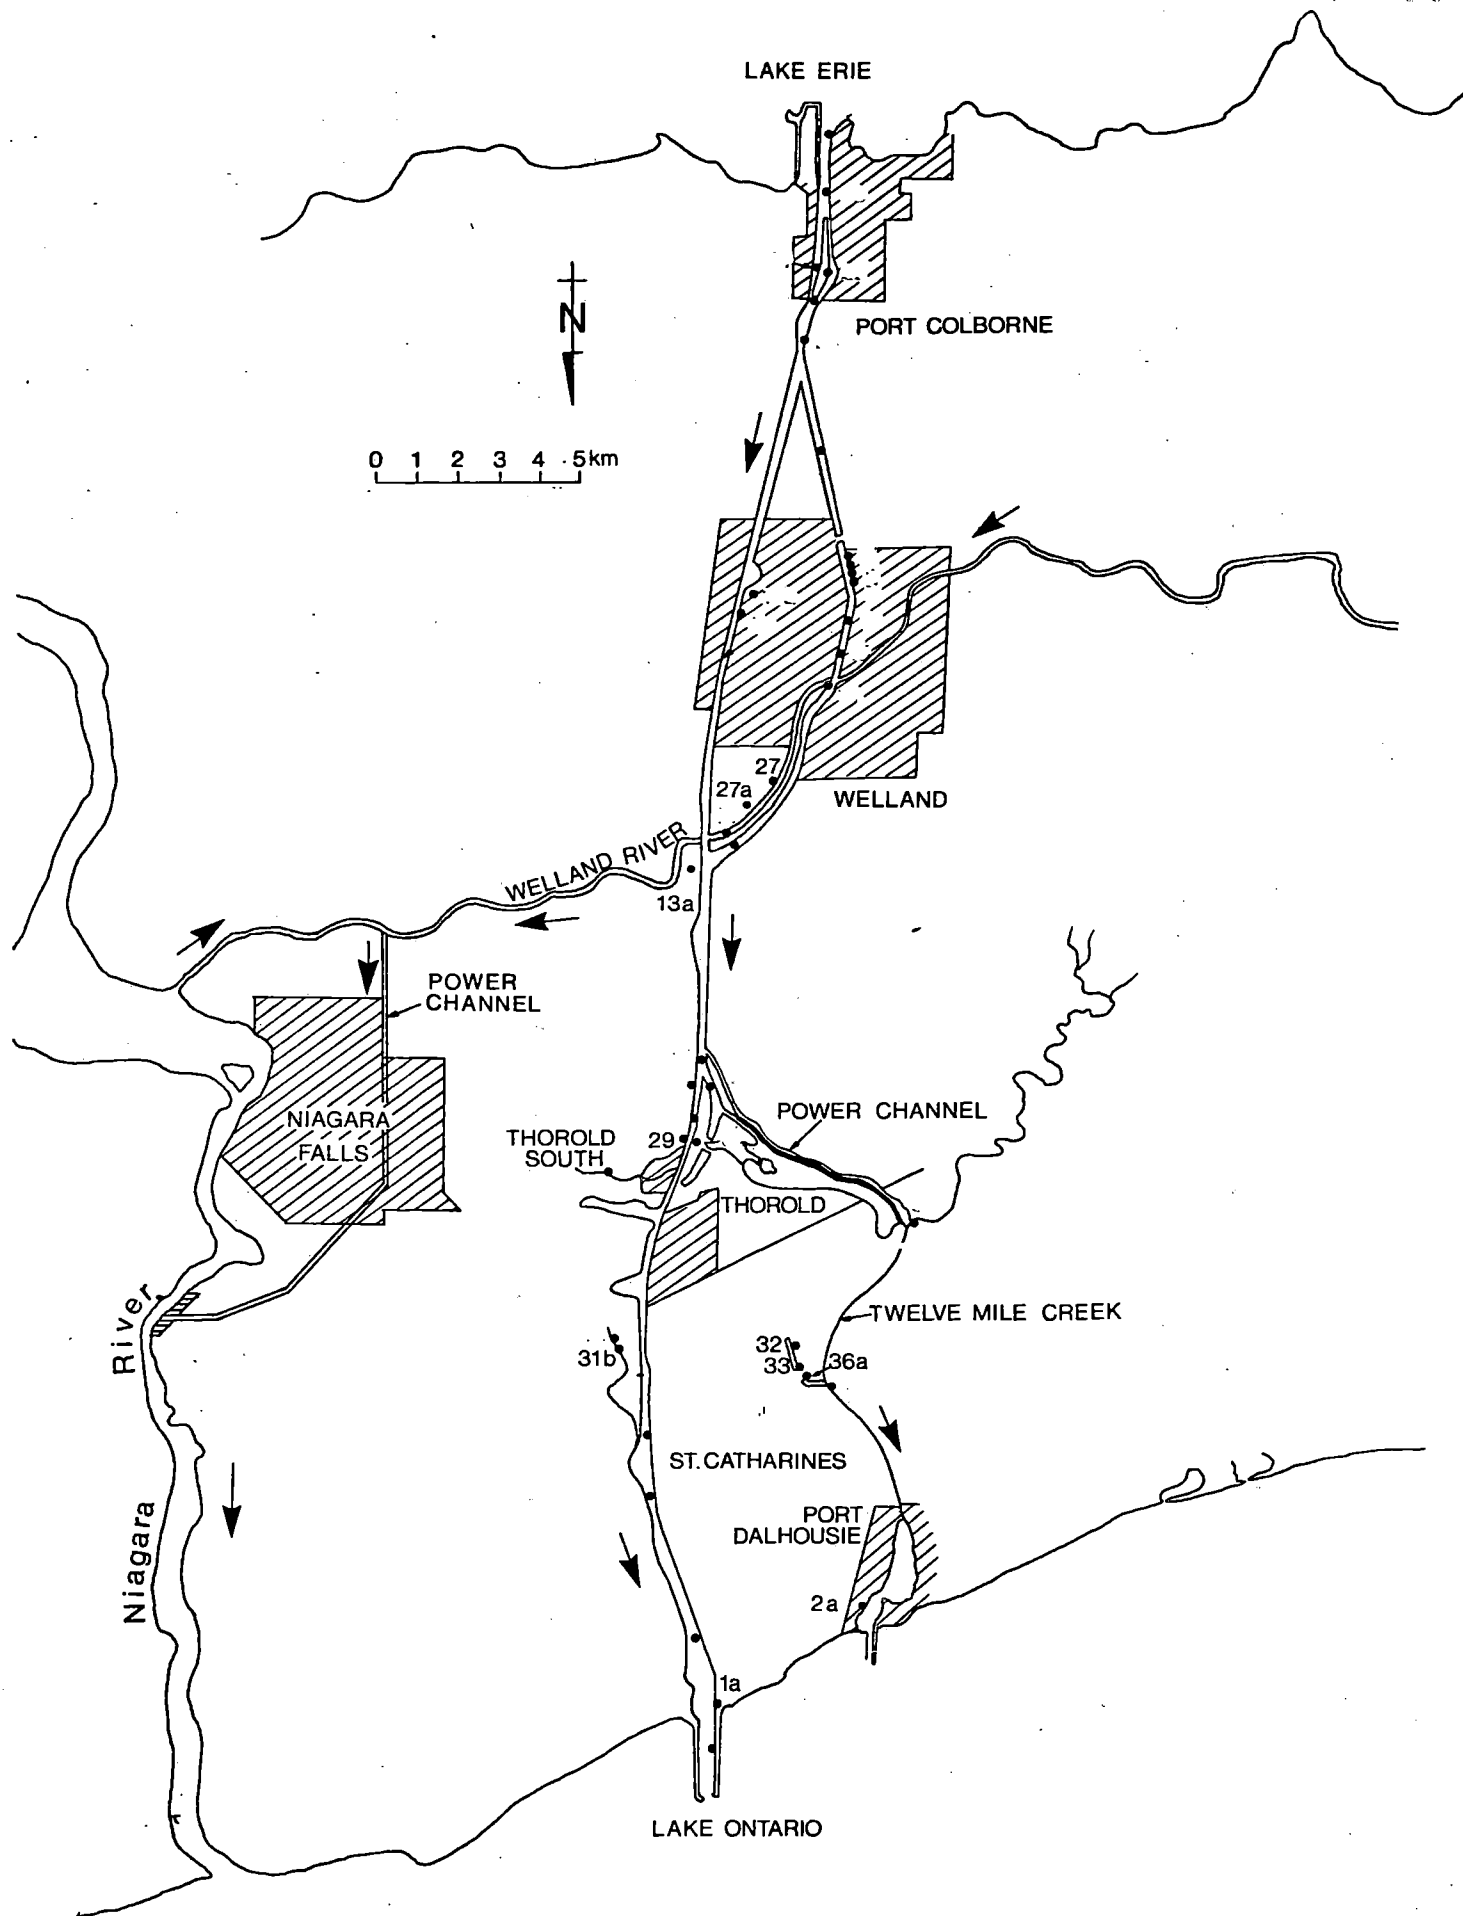 LAKE ERIE
N
PORT COLBORNE
0 1 2 3 4 5km
27
27a
WELLAND
WELLAND RIVER
13a
POWER
CHANNEL
NIAGARA
FALLS
POWER CHANNEL
29
THOROLD
SOUTH
THOROLD
River
TWELVE MILE CREEK
32
31b
33
36a
ST. CATHARINES
PORT
DALHOUSIE
Niagara
2a
1a
LAKE ONTARIO